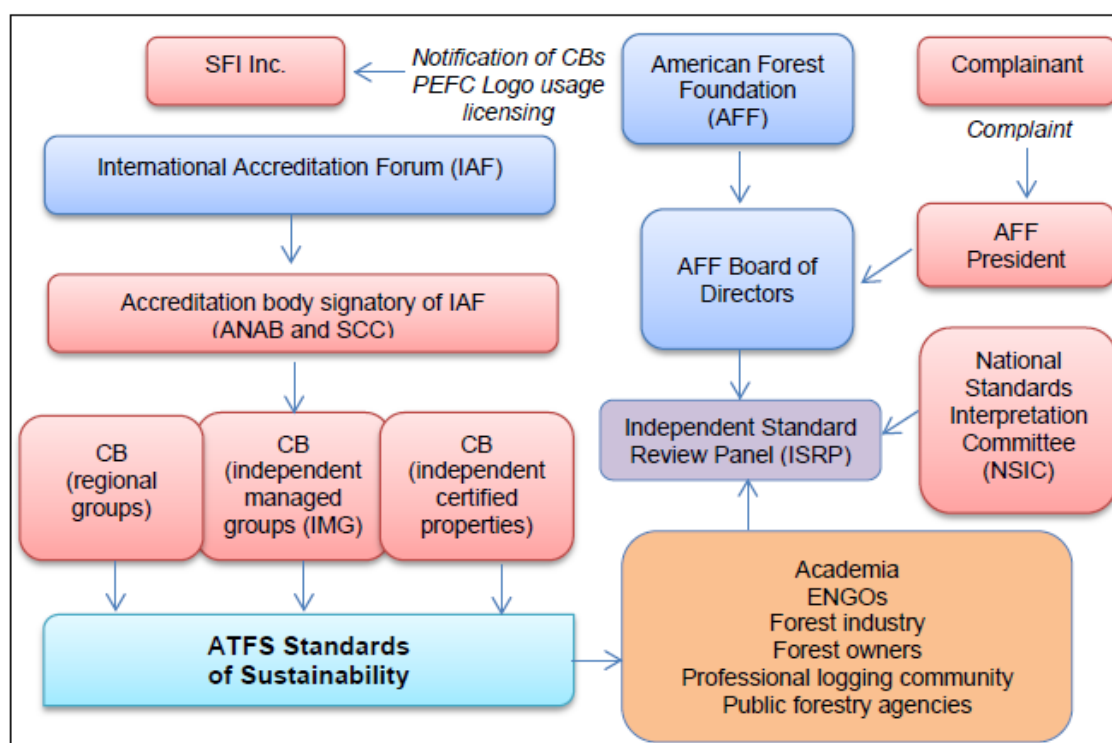 SFI Inc.
Notification of CBs
PEFC Logo usage
licensing
American Forest
Foundation
(AFF)
Complainant
Complaint
International Accreditation Forum (IAF)
AFF Board of
Directors
AFF
President
Accreditation body signatory of IAF
(ANAB and SCC)
National
Standards
Interpretation
Committee
(NSIC)
Independent Standard
Review Panel (ISRP)
CB
(regional
groups)
CB
(independent
managed
groups (IMG)
CB
(independent
certified
properties)
ATFS Standards
of Sustainability
Academia
ENGOs
Forest industry
Forest owners
Professional logging community
Public forestry agencies